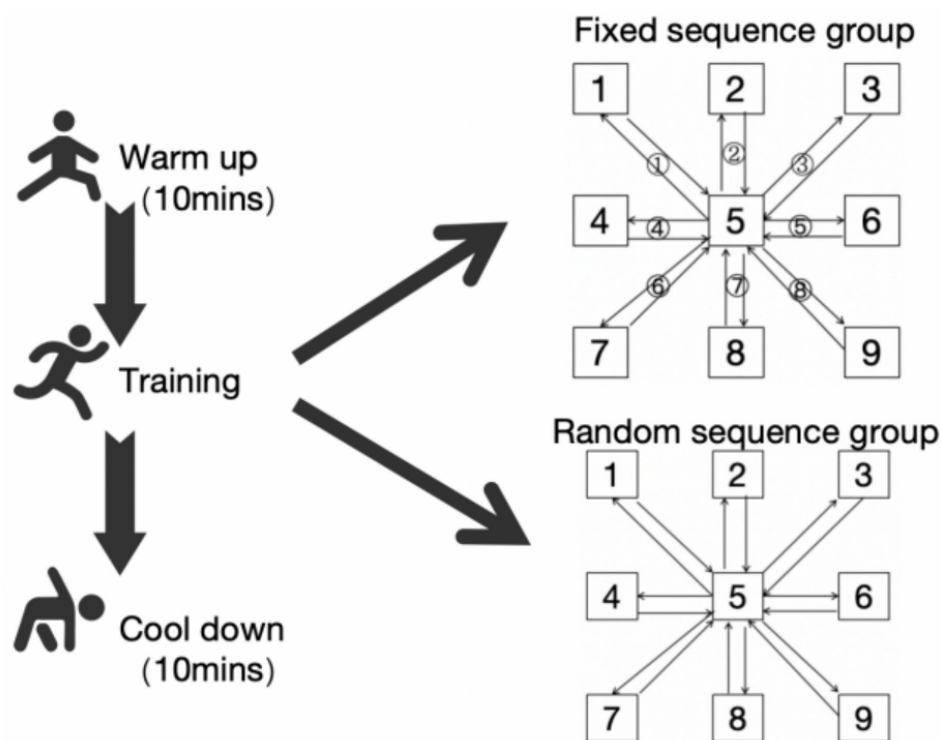 Fixed sequence group
1 2 3
① ② ③
4 ④ 5 ⑤ 6
⑥ ⑦ ⑧
7 8 9
Warm up
(10mins)
Training
Cool down
(10mins)
Random sequence group
1 2 3
4 5 6
7 8 9